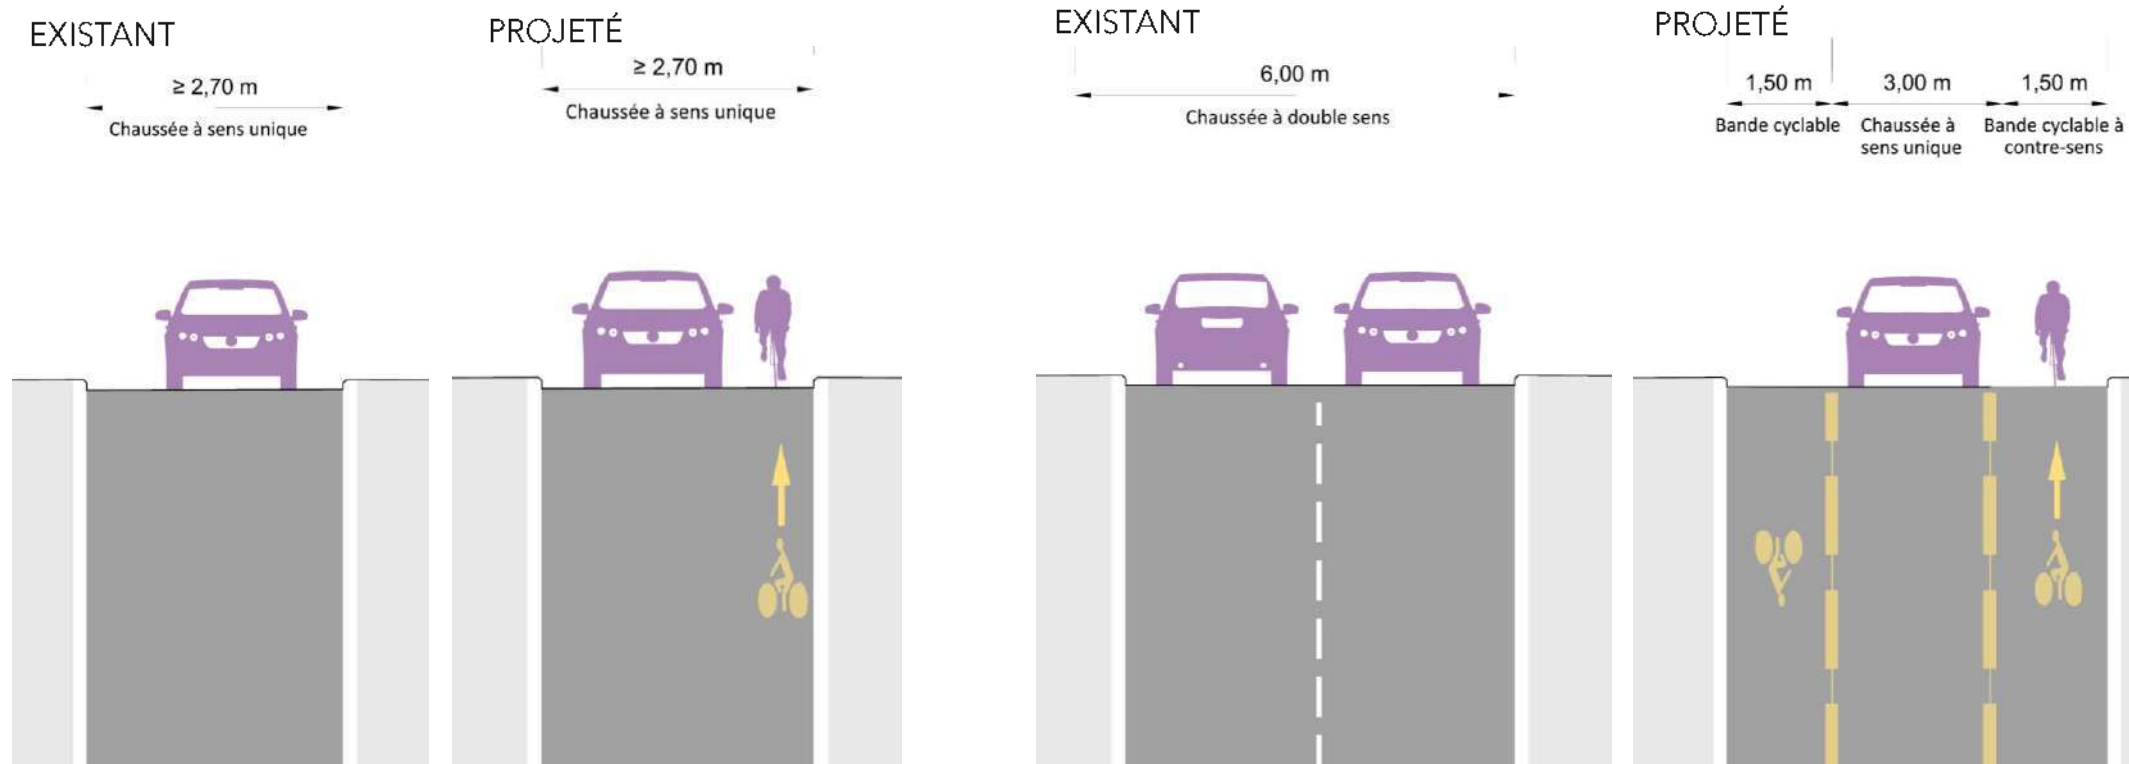 EXISTANT
≥ 2,70 m
Chaussée à sens unique
PROJETÉ
≥ 2,70 m
Chaussée à sens unique
EXISTANT
6,00 m
Chaussée à double sens
PROJETÉ
1,50 m
Bande cyclable
3,00 m
Chaussée à
sens unique
1,50 m
Bande cyclable à
contre-sens